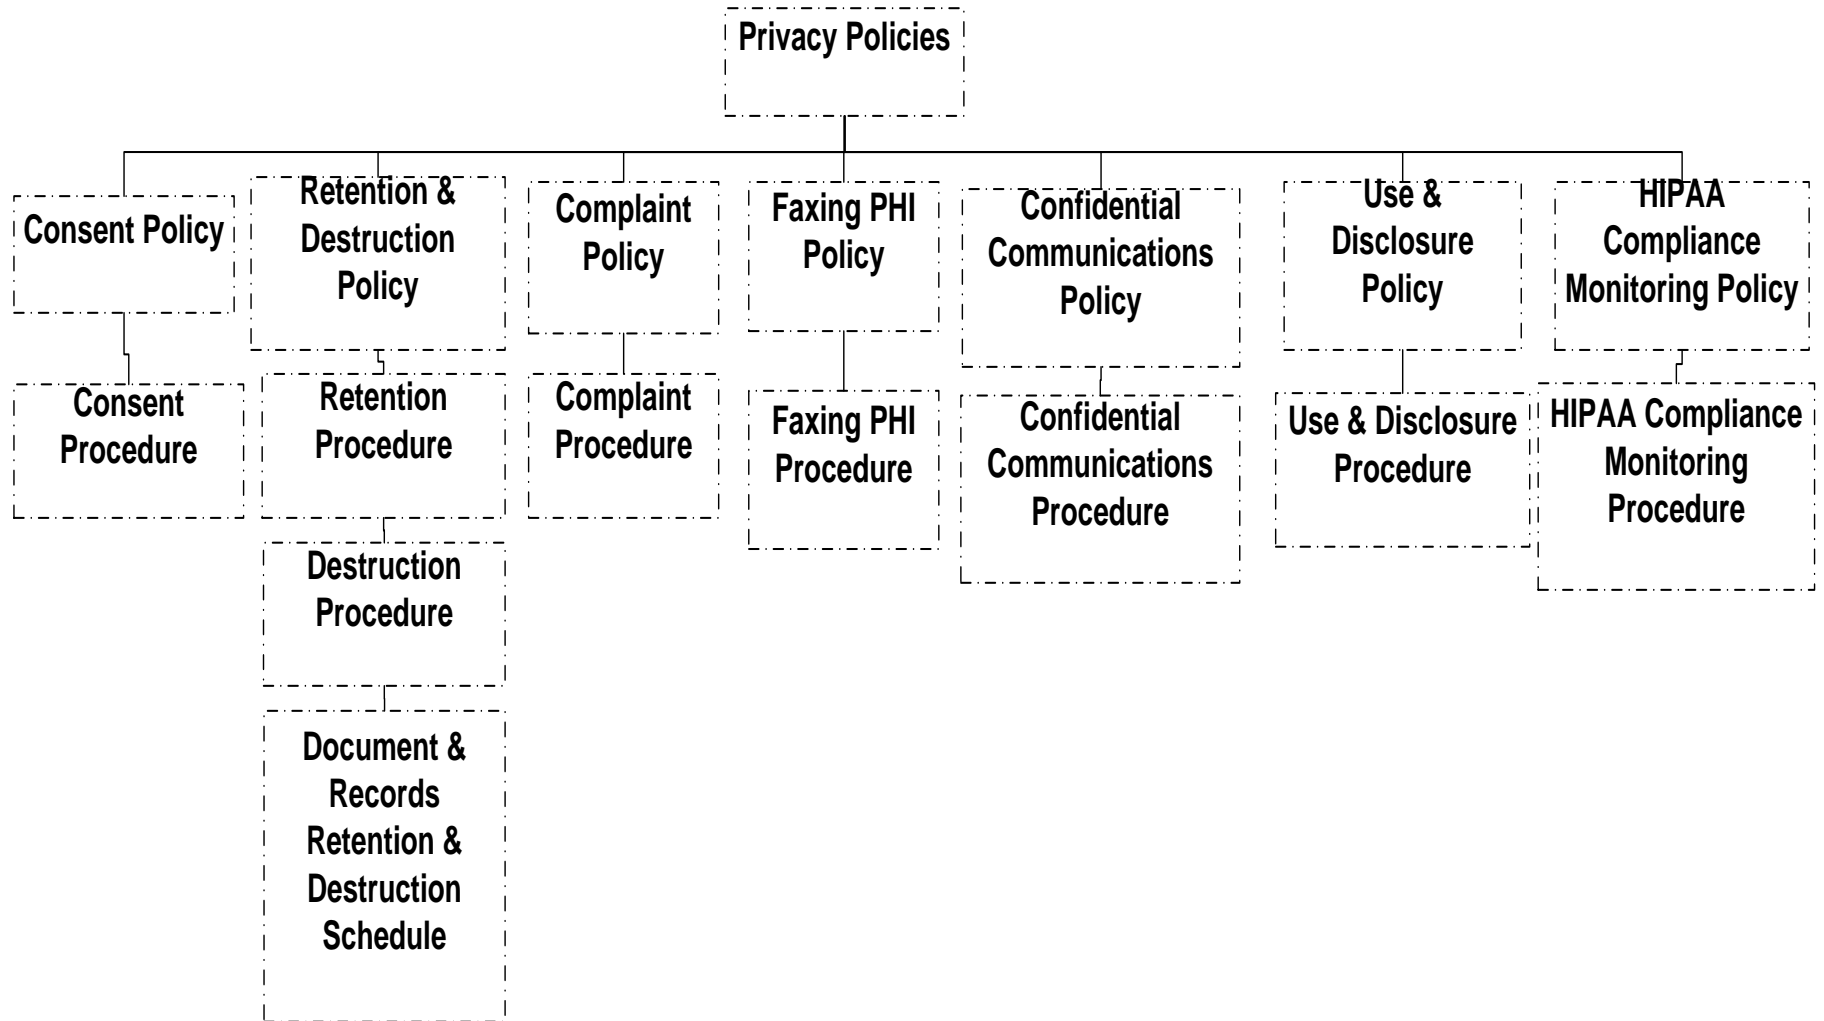 Privacy Policies
Consent Policy
Retention &
Destruction
Policy
Complaint
Policy
Faxing PHI
Policy
Confidential
Communications
Policy
Use &
Disclosure
Policy
HIPAA
Compliance
Monitoring Policy
Consent
Procedure
Retention
Procedure
Complaint
Procedure
Faxing PHI
Procedure
Confidential
Communications
Procedure
Use & Disclosure
Procedure
HIPAA Compliance
Monitoring
Procedure
Destruction
Procedure
Document &
Records
Retention &
Destruction
Schedule